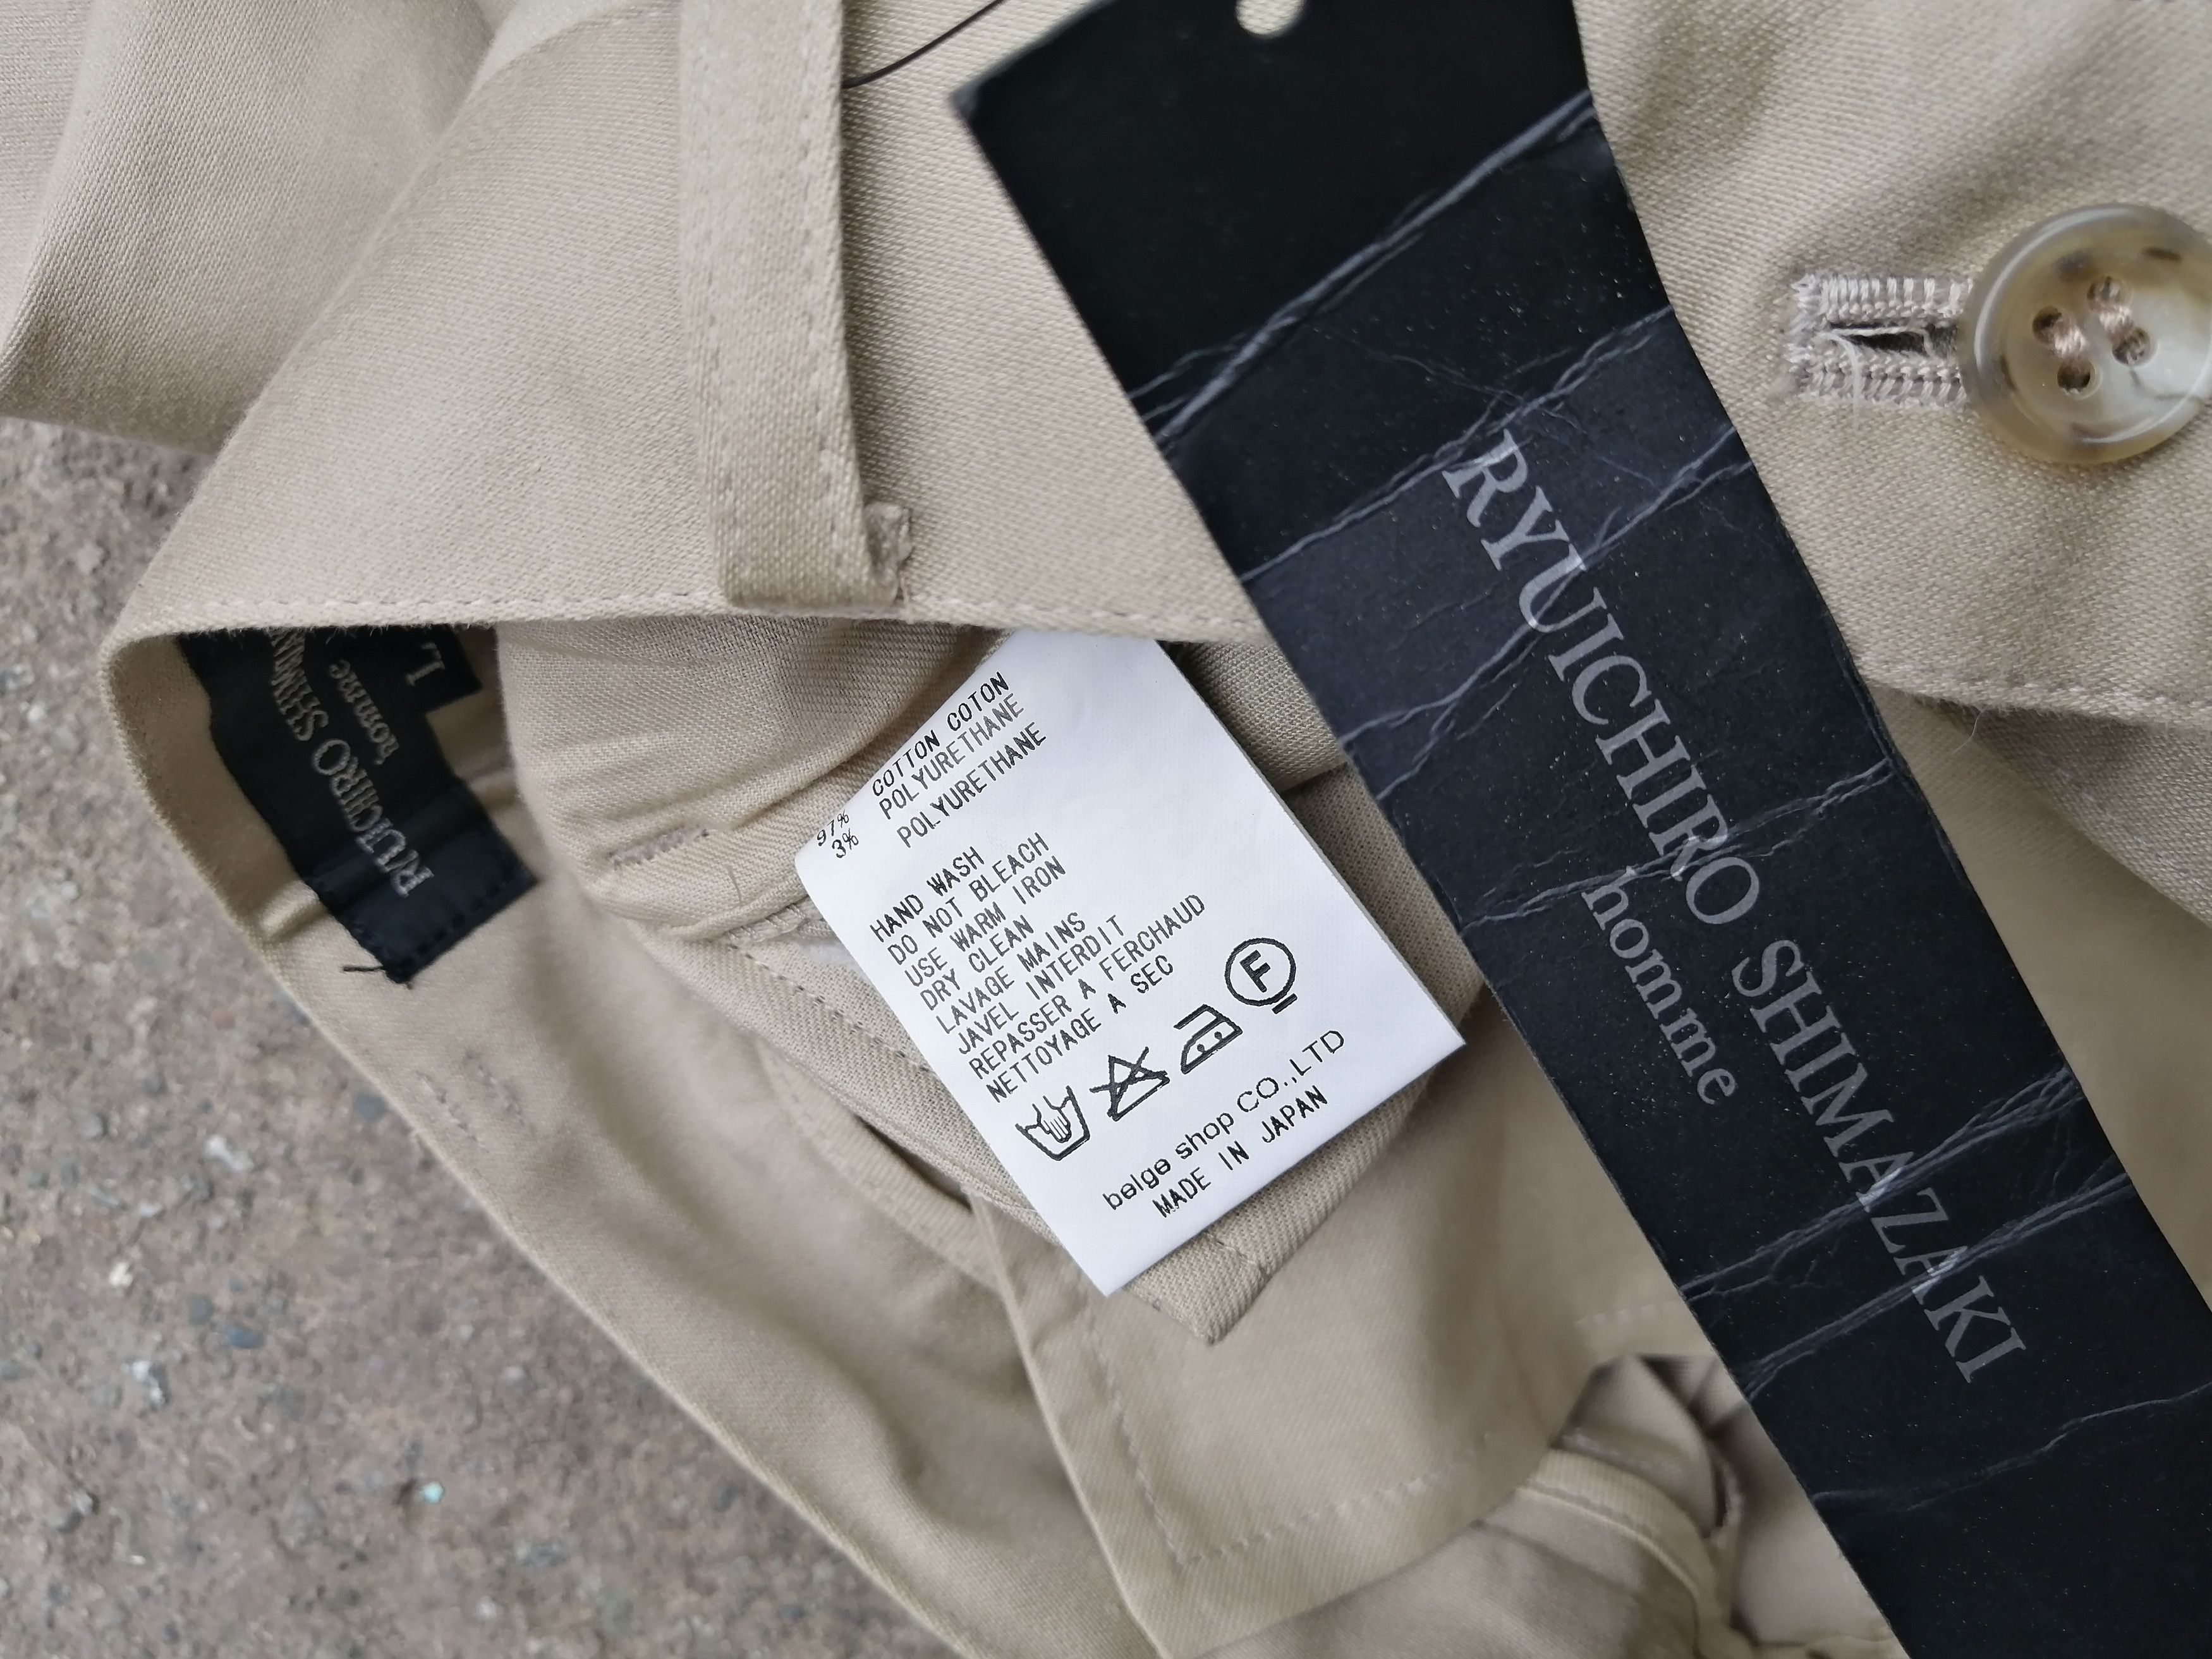 RYUICHIRO SHIMAZAKI
homme
RYUICHIRO
homme
L
97% COTTON COTON
3% POLYURETHANE
POLYURETHANE
HAND WASH
DO NOT BLEACH
USE WARM IRON
DRY CLEAN
LAVAGE MAINS
JAVEL INTERDIT
REPASSER A FERCHAUD
NETTOYAGE A SEC
F
belge shop CO.,LTD
MADE IN JAPAN